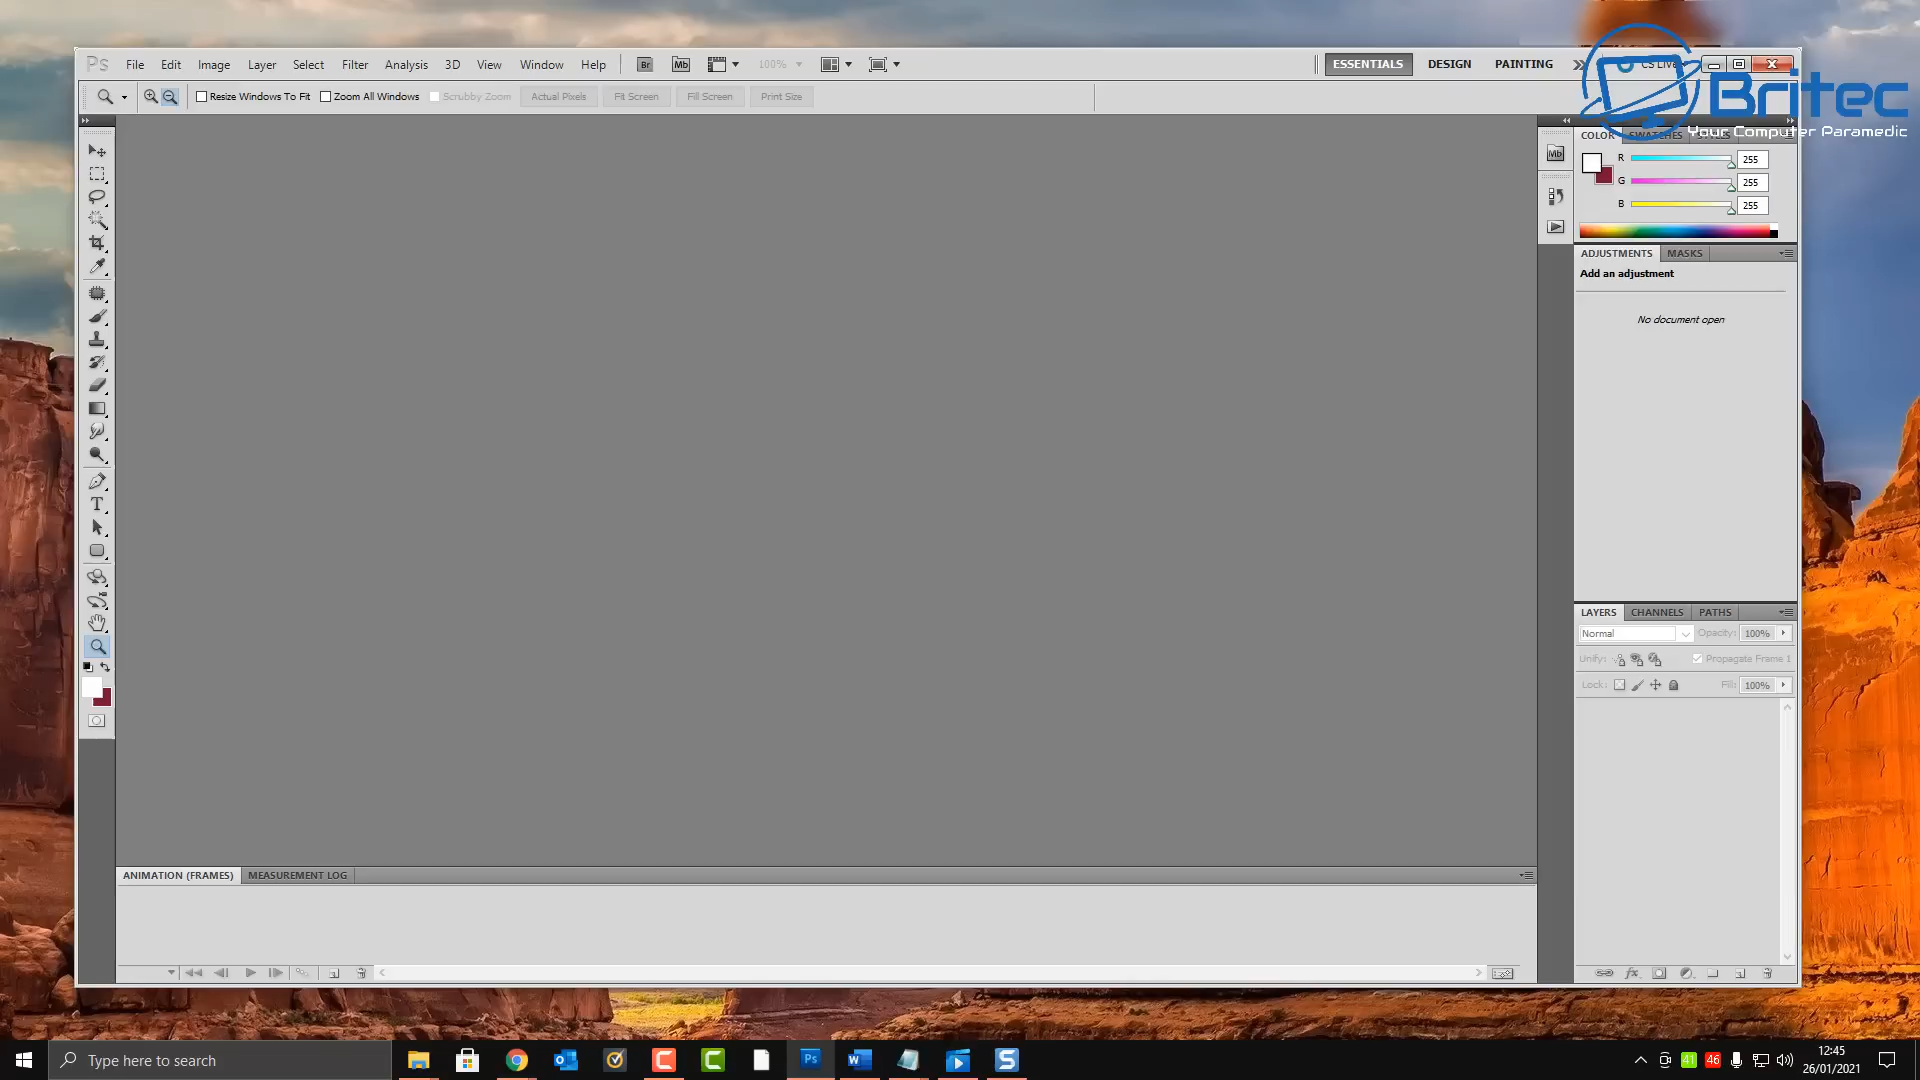 Ps File Edit Image Layer Select Filter Analysis 3D View Window Help Br Mb 100% ESSENTIALS DESIGN PAINTING CS Live
Britec
Your Computer Paramedic
Resize Windows To Fit Zoom All Windows Scrubby Zoom Actual Pixels Fit Screen Fill Screen Print Size
COLOR SWATCHES STYLES
Mb
R 255
G 255
B 255
ADJUSTMENTS MASKS
Add an adjustment
No document open
T
LAYERS CHANNELS PATHS
Normal Opacity: 100%
Unify: Propagate Frame 1
Lock: Fill: 100%
ANIMATION (FRAMES) MEASUREMENT LOG
fx
Type here to search
Ps
41 46
12:45
26/01/2021